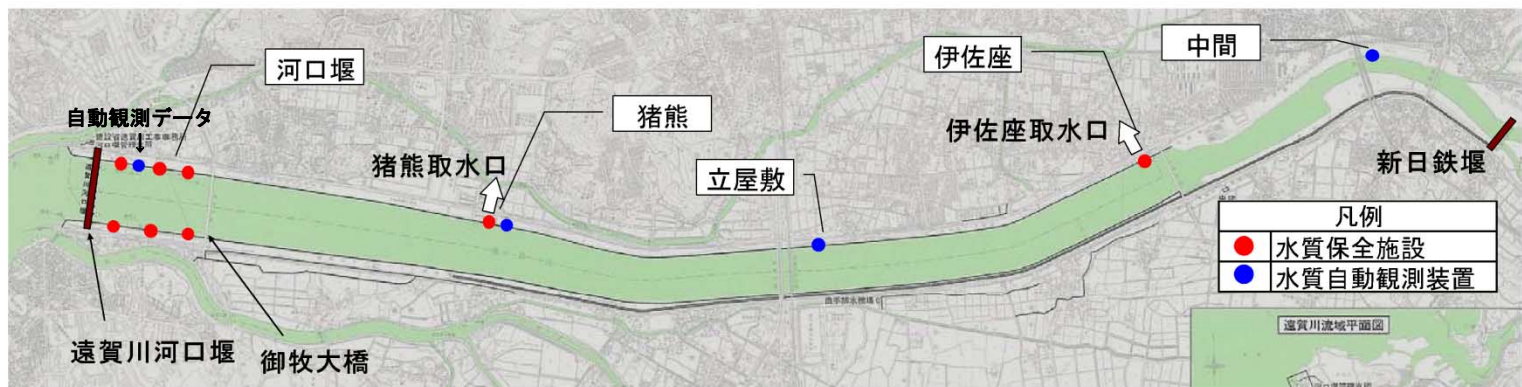 河口堰
自動観測データ
猪熊
猪熊取水口
立屋敷
伊佐座
伊佐座取水口
中間
新日鉄堰
凡例
水質保全施設
水質自動観測装置
遠賀川河口堰
御牧大橋
遠賀川流域平面図